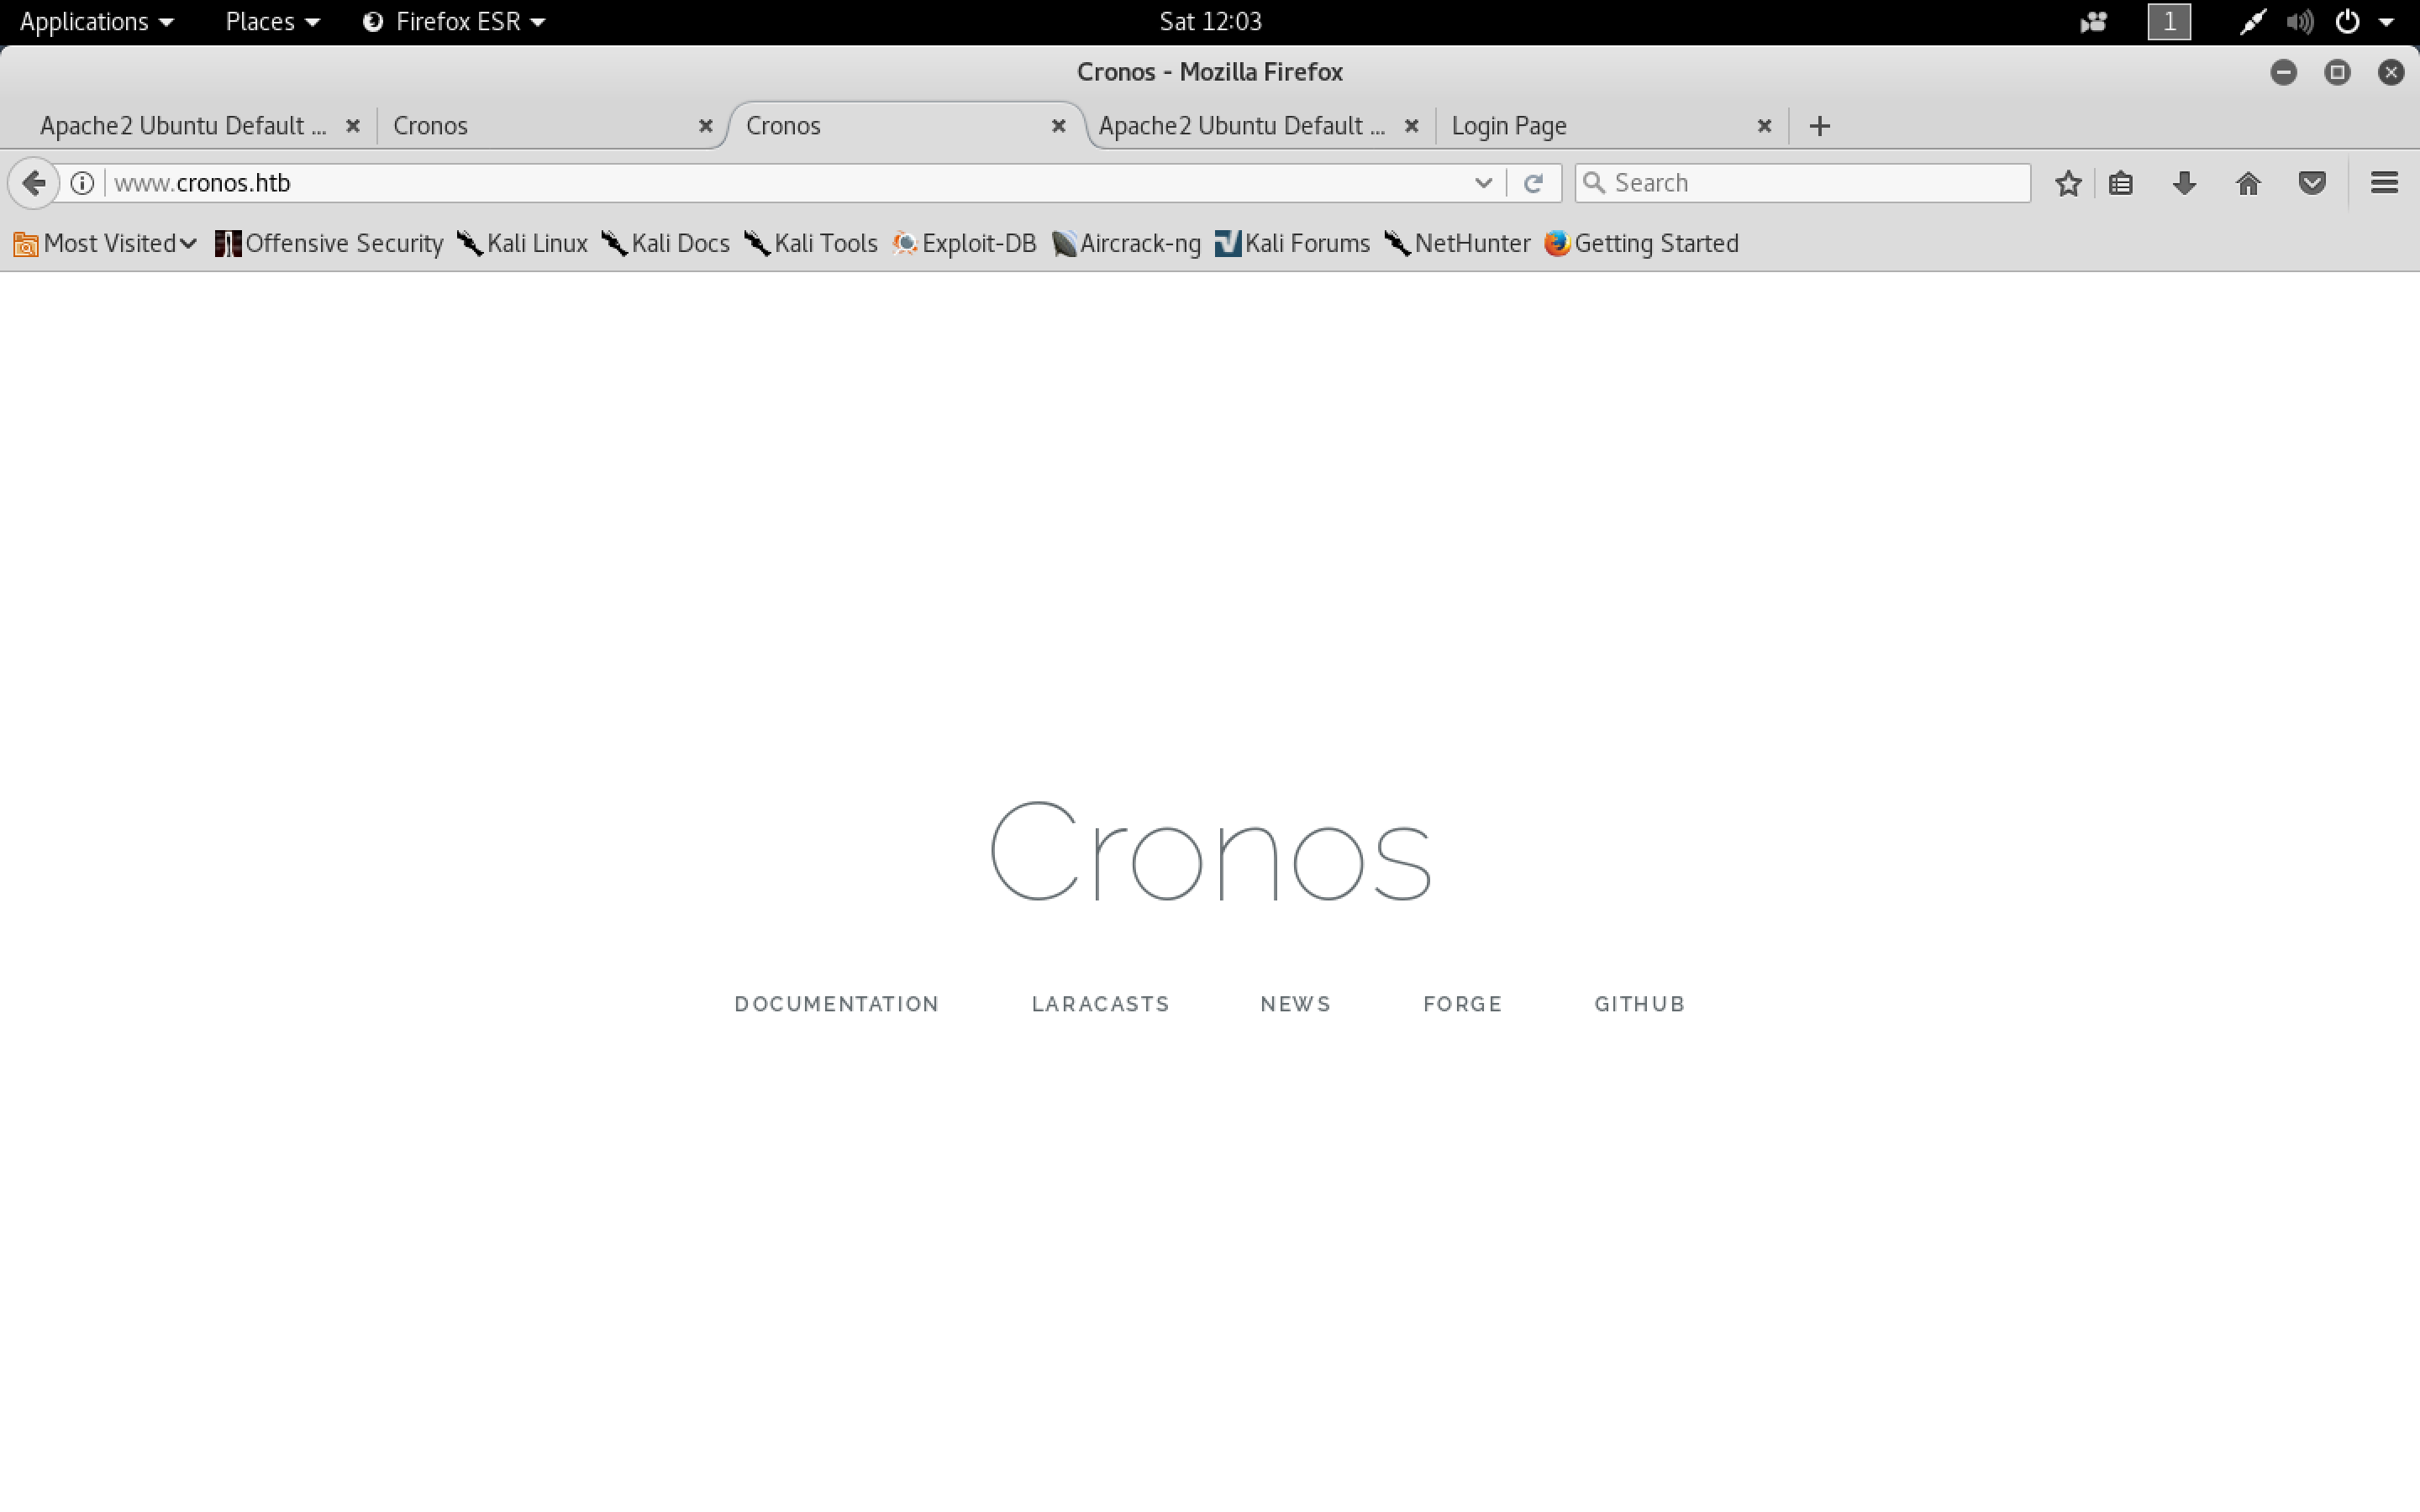 Applications Places Firefox ESR Sat 12:03 1
Cronos - Mozilla Firefox
Apache2 Ubuntu Default ... Cronos Cronos Apache2 Ubuntu Default ... Login Page
www.cronos.htb Search
Most Visited Offensive Security Kali Linux Kali Docs Kali Tools Exploit-DB Aircrack-ng Kali Forums NetHunter Getting Started
Cronos
DOCUMENTATION LARACASTS NEWS FORGE GITHUB